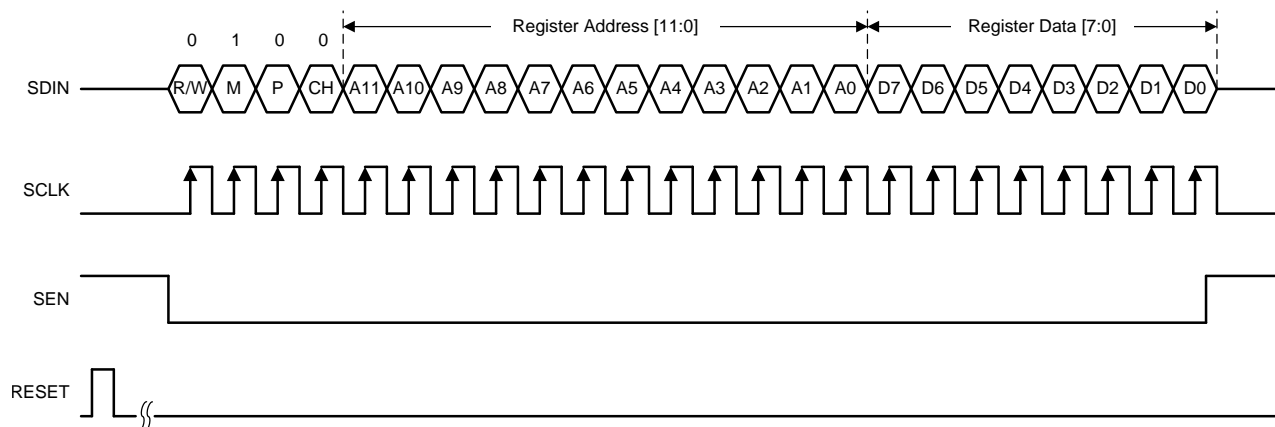 Register Address [11:0] Register Data [7:0]
0 1 0 0
SDIN R/W M P CH A11 A10 A9 A8 A7 A6 A5 A4 A3 A2 A1 A0 D7 D6 D5 D4 D3 D2 D1 D0
SCLK
SEN
RESET